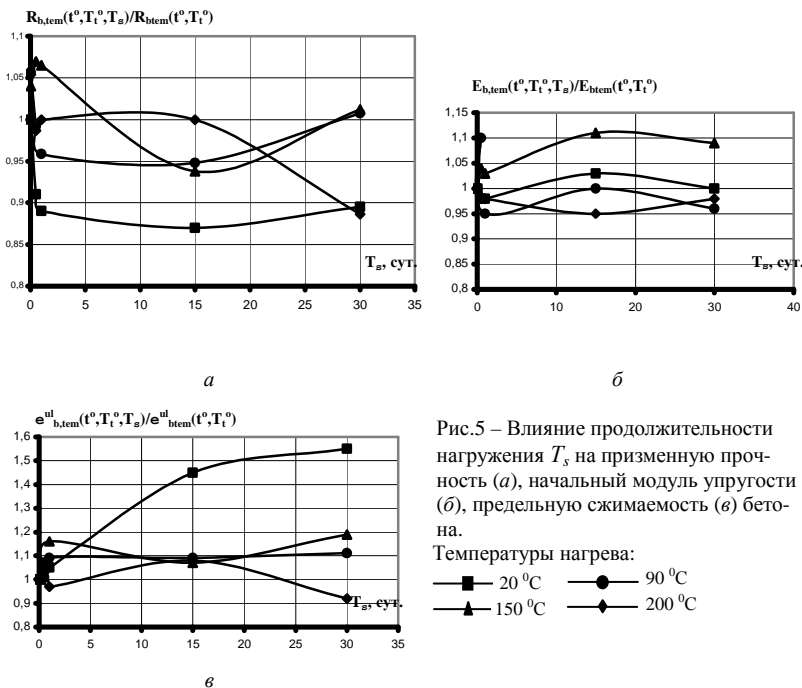 R_b,tem(t°,T_t°,T_s)/R_btem(t°,T_t°)
1,1
1,05
1
0,95
0,9
0,85
0,8
0 5 10 15 20 25 30 35
T_s, сут.
а
E_b,tem(t°,T_t°,T_s)/E_btem(t°,T_t°)
1,15
1,1
1,05
1
0,95
0,9
0,85
0,8
0 10 20 30 40
T_s, сут.
б
e^ul_b,tem(t°,T_t°,T_s)/e^ul_btem(t°,T_t°)
1,6
1,5
1,4
1,3
1,2
1,1
1
0,9
0,8
0 5 10 15 20 25 30 35
T_s, сут.
в
Рис.5 – Влияние продолжительности
нагружения T_s на призменную проч-
ность (а), начальный модуль упругости
(б), предельную сжимаемость (в) бето-
на.
Температуры нагрева:
20 ⁰C 90 ⁰C
150 ⁰C 200 ⁰C